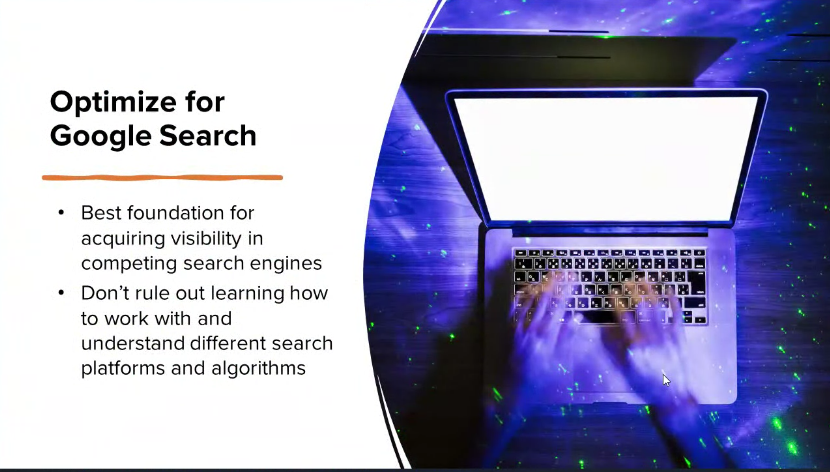 Optimize for
Google Search
• Best foundation for
acquiring visibility in
competing search engines
• Don't rule out learning how
to work with and
understand different search
platforms and algorithms